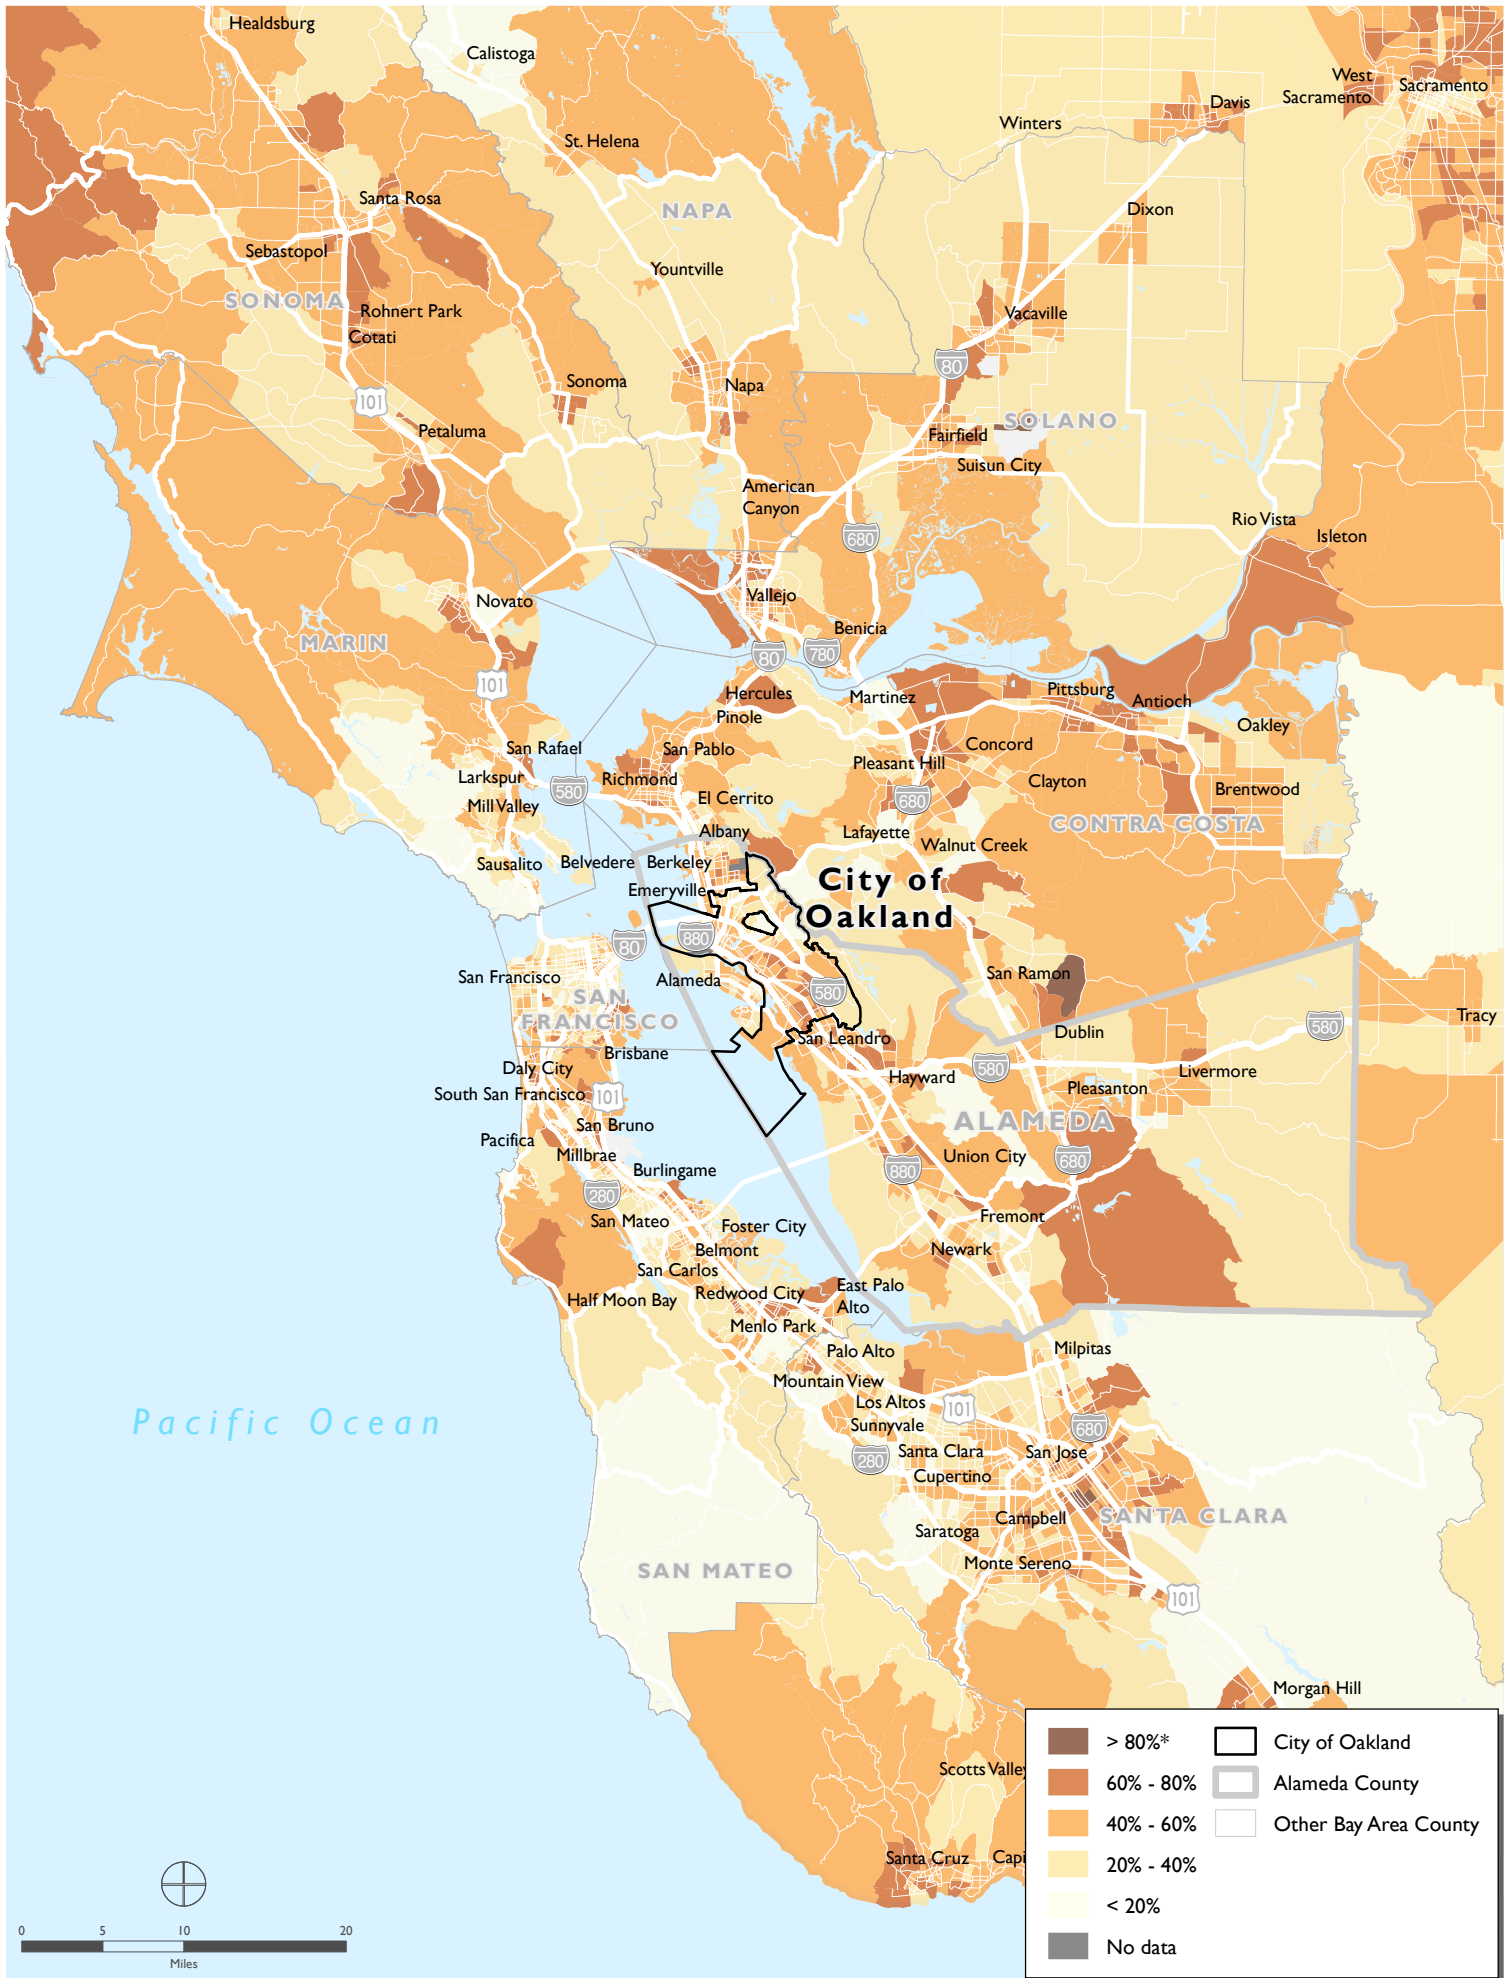 Healdsburg
Calistoga
West
Sacramento
Sacramento
Davis
Winters
St. Helena
Santa Rosa
NAPA
Dixon
Sebastopol
Yountville
SONOMA
Rohnert Park
Cotati
Vacaville
80
Sonoma
Napa
101
SOLANO
Petaluma
Fairfield
Suisun City
American
Canyon
680
Rio Vista
Isleton
Novato
Vallejo
MARIN
Benicia
80
780
101
Hercules
Martinez
Pittsburg
Antioch
Pinole
Oakley
San Rafael
San Pablo
Concord
Larkspur
Richmond
Pleasant Hill
Clayton
580
680
Brentwood
Mill Valley
El Cerrito
Albany
Lafayette
CONTRA COSTA
Walnut Creek
Sausalito
Belvedere
Berkeley
City of
Oakland
Emeryville
80
880
San Francisco
Alameda
San Ramon
580
SAN
FRANCISCO
Tracy
580
Dublin
San Leandro
Brisbane
Daly City
Hayward
580
Livermore
Pleasanton
South San Francisco
101
San Bruno
ALAMEDA
Pacifica
Millbrae
Union City
680
Burlingame
880
280
San Mateo
Foster City
Fremont
Belmont
Newark
San Carlos
East Palo
Alto
Half Moon Bay
Redwood City
Menlo Park
Palo Alto
Milpitas
Mountain View
Los Altos
101
Pacific Ocean
Sunnyvale
680
Santa Clara
San Jose
280
Cupertino
Campbell
SANTA CLARA
Saratoga
SAN MATEO
Monte Sereno
101
Morgan Hill
Scotts Valley
Santa Cruz
Capi
> 80%*
60% - 80%
40% - 60%
20% - 40%
< 20%
No data
City of Oakland
Alameda County
Other Bay Area County
0 5 10 20
Miles